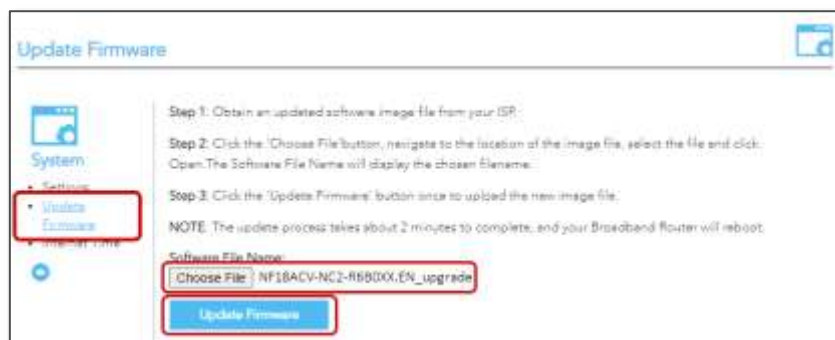 Update Firmware
System
Settings
Update
Firmware
Internet Time
Step 1: Obtain an updated software image file from your ISP.
Step 2: Click the 'Choose File' button, navigate to the location of the image file, select the file and click
Open. The Software File Name will display the chosen filename.
Step 3: Click the 'Update Firmware' button once to upload the new image file.
NOTE: The update process takes about 2 minutes to complete, and your Broadband Router will reboot.
Software File Name:
Choose File NF18ACV-NC2-R6B0XX.EN_upgrade
Update Firmware